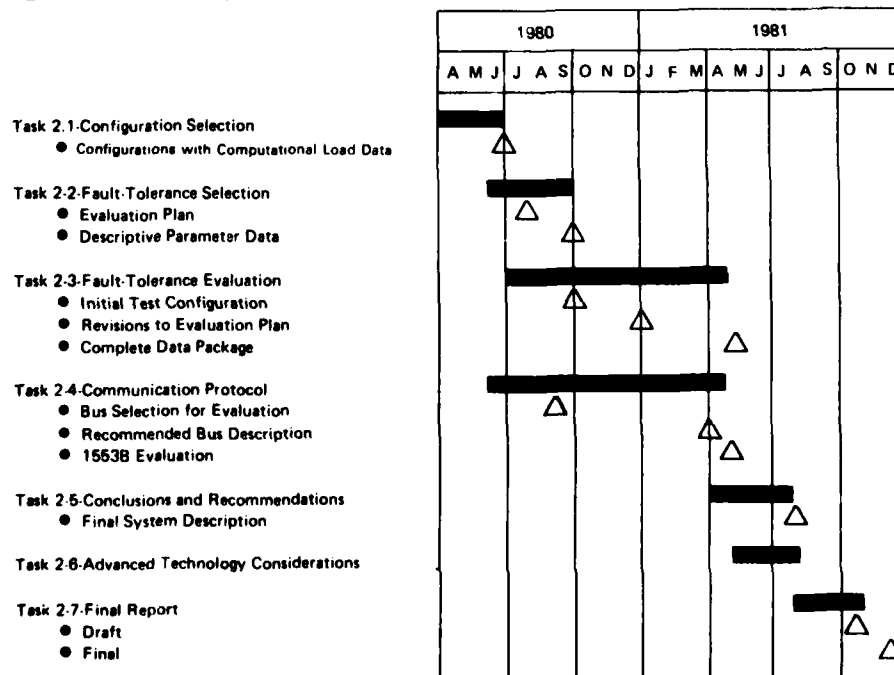 1980 1981
A M J J A S O N D J F M A M J J A S O N D
Task 2.1-Configuration Selection
● Configurations with Computational Load Data
Task 2-2-Fault-Tolerance Selection
● Evaluation Plan
● Descriptive Parameter Data
Task 2-3-Fault-Tolerance Evaluation
● Initial Test Configuration
● Revisions to Evaluation Plan
● Complete Data Package
Task 2-4-Communication Protocol
● Bus Selection for Evaluation
● Recommended Bus Description
● 1553B Evaluation
Task 2-5-Conclusions and Recommendations
● Final System Description
Task 2-6-Advanced Technology Considerations
Task 2-7-Final Report
● Draft
● Final